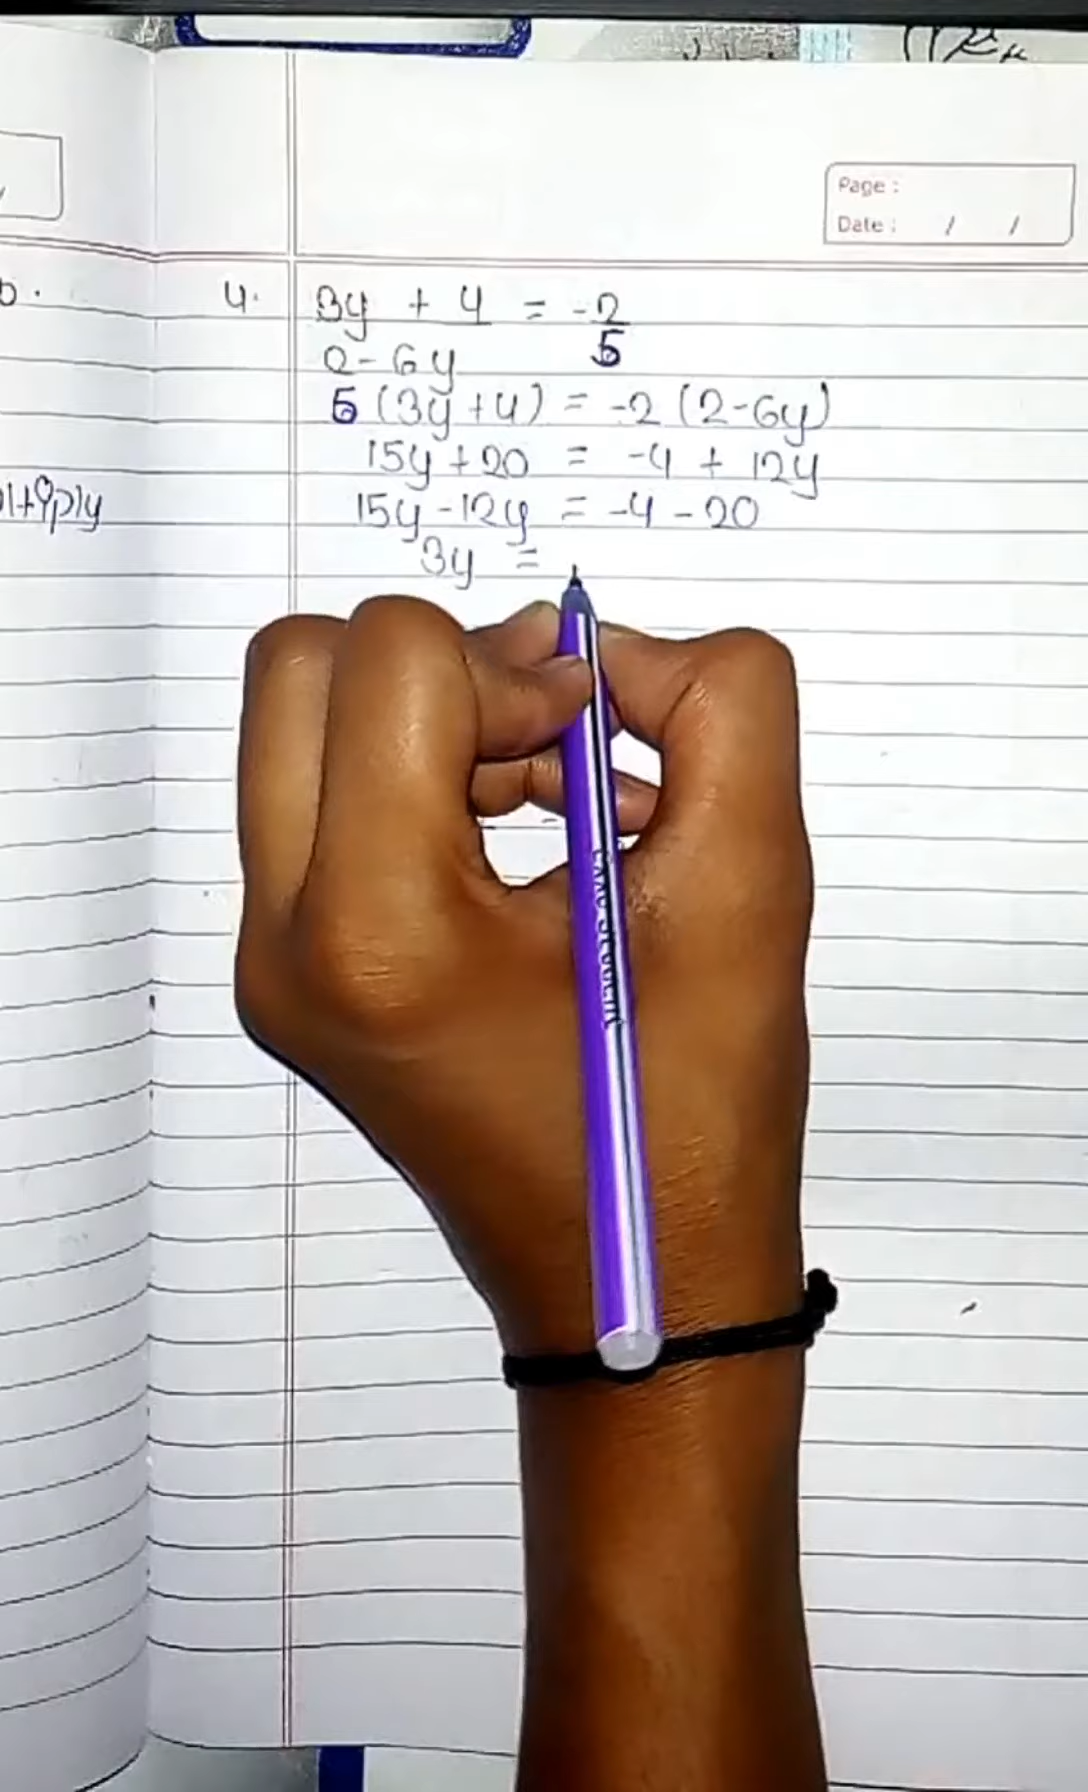 Page :
Date : / /
4. 3y + 4 = -2
2 - 6y 5
5 (3y + 4) = -2 (2 - 6y)
15y + 20 = -4 + 12y
15y - 12y = -4 - 20
3y =
ltiply